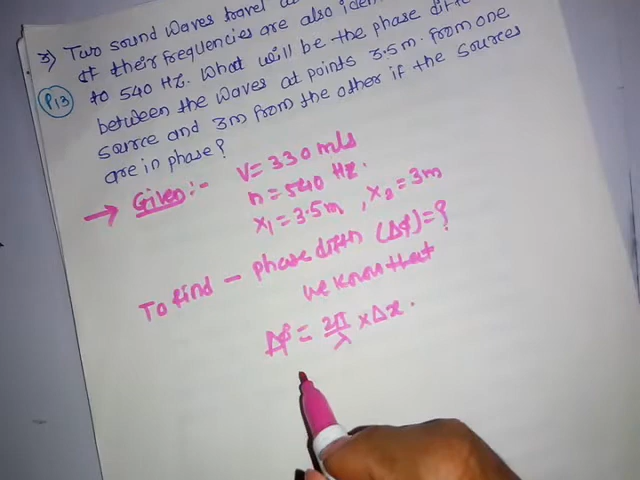 3) Two sound waves travel at
If their frequencies are also iden
to 540 Hz. What will be the phase diff
between the waves at points 3.5m. from one
source and 3m from the other if the sources
are in phase?
P13
→ Given:- V = 330 m/s
n = 540 Hz.
x₁ = 3.5m, x₂ = 3m
To find – phase diffn (Δφ) = ?
we know that
Δφ = 2π/λ × Δx.